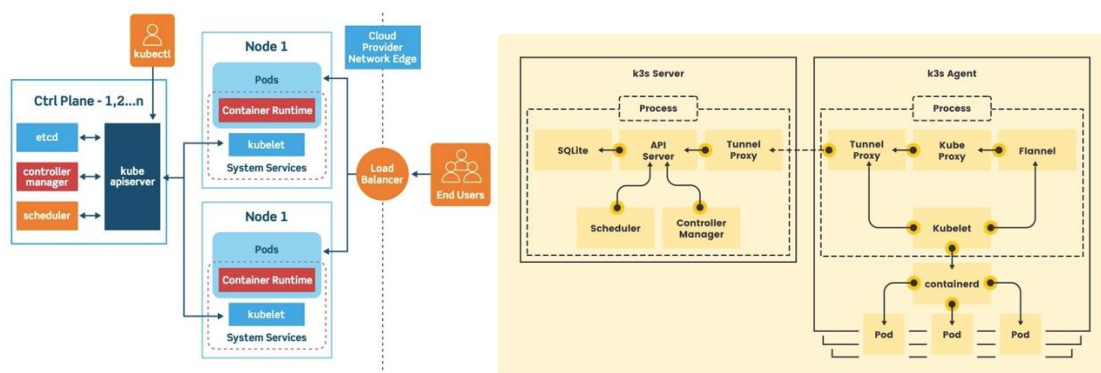 kubectl
Ctrl Plane - 1,2...n
etcd
controller
manager
scheduler
kube
apiserver
Node 1
Pods
Container Runtime
kubelet
System Services
Node 1
Pods
Container Runtime
kubelet
System Services
Cloud
Provider
Network Edge
Load
Balancer
End Users
k3s Server
Process
SQLite
API
Server
Tunnel
Proxy
Scheduler
Controller
Manager
k3s Agent
Process
Tunnel
Proxy
Kube
Proxy
Flannel
Kubelet
containerd
Pod
Pod
Pod